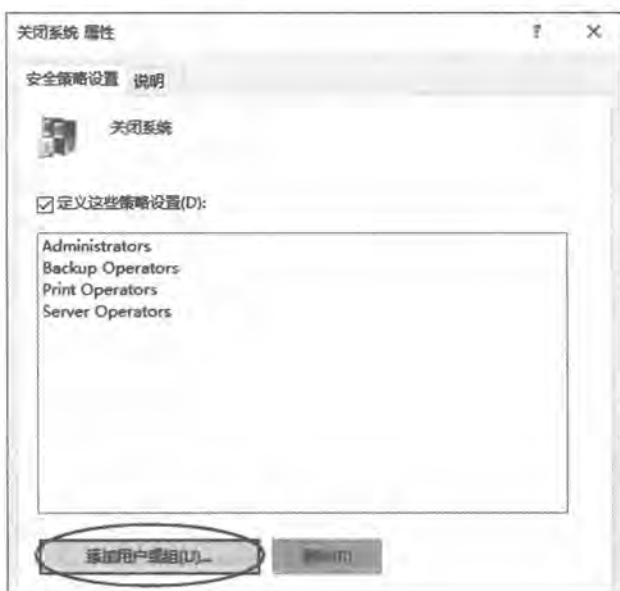 关闭系统 属性 ? ×
安全策略设置 说明
关闭系统
定义这些策略设置(D):
Administrators
Backup Operators
Print Operators
Server Operators
添加用户或组(U)...